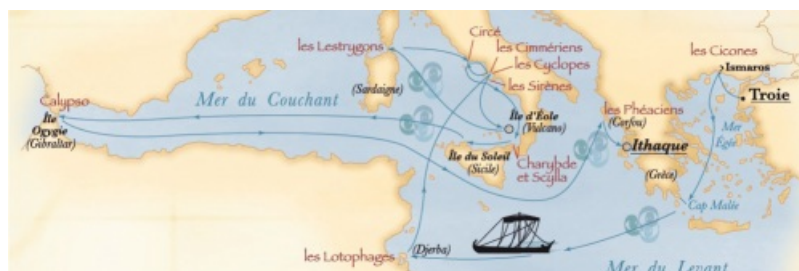 Circé
les Lestrygons
les Cimmériens
les Cyclopes
les Cicones
Ismaros
les Sirènes
(Sardaigne)
Troie
Calypso
Mer du Couchant
Île
Ogygie
(Gibraltar)
Île d'Éole
(Vulcano)
les Phéaciens
(Corfou)
Ithaque
Mer
Égée
Île du Soleil
(Sicile)
Charybde
et Scylla
(Grèce)
Cap Malée
les Lotophages
(Djerba)
Mer du Levant